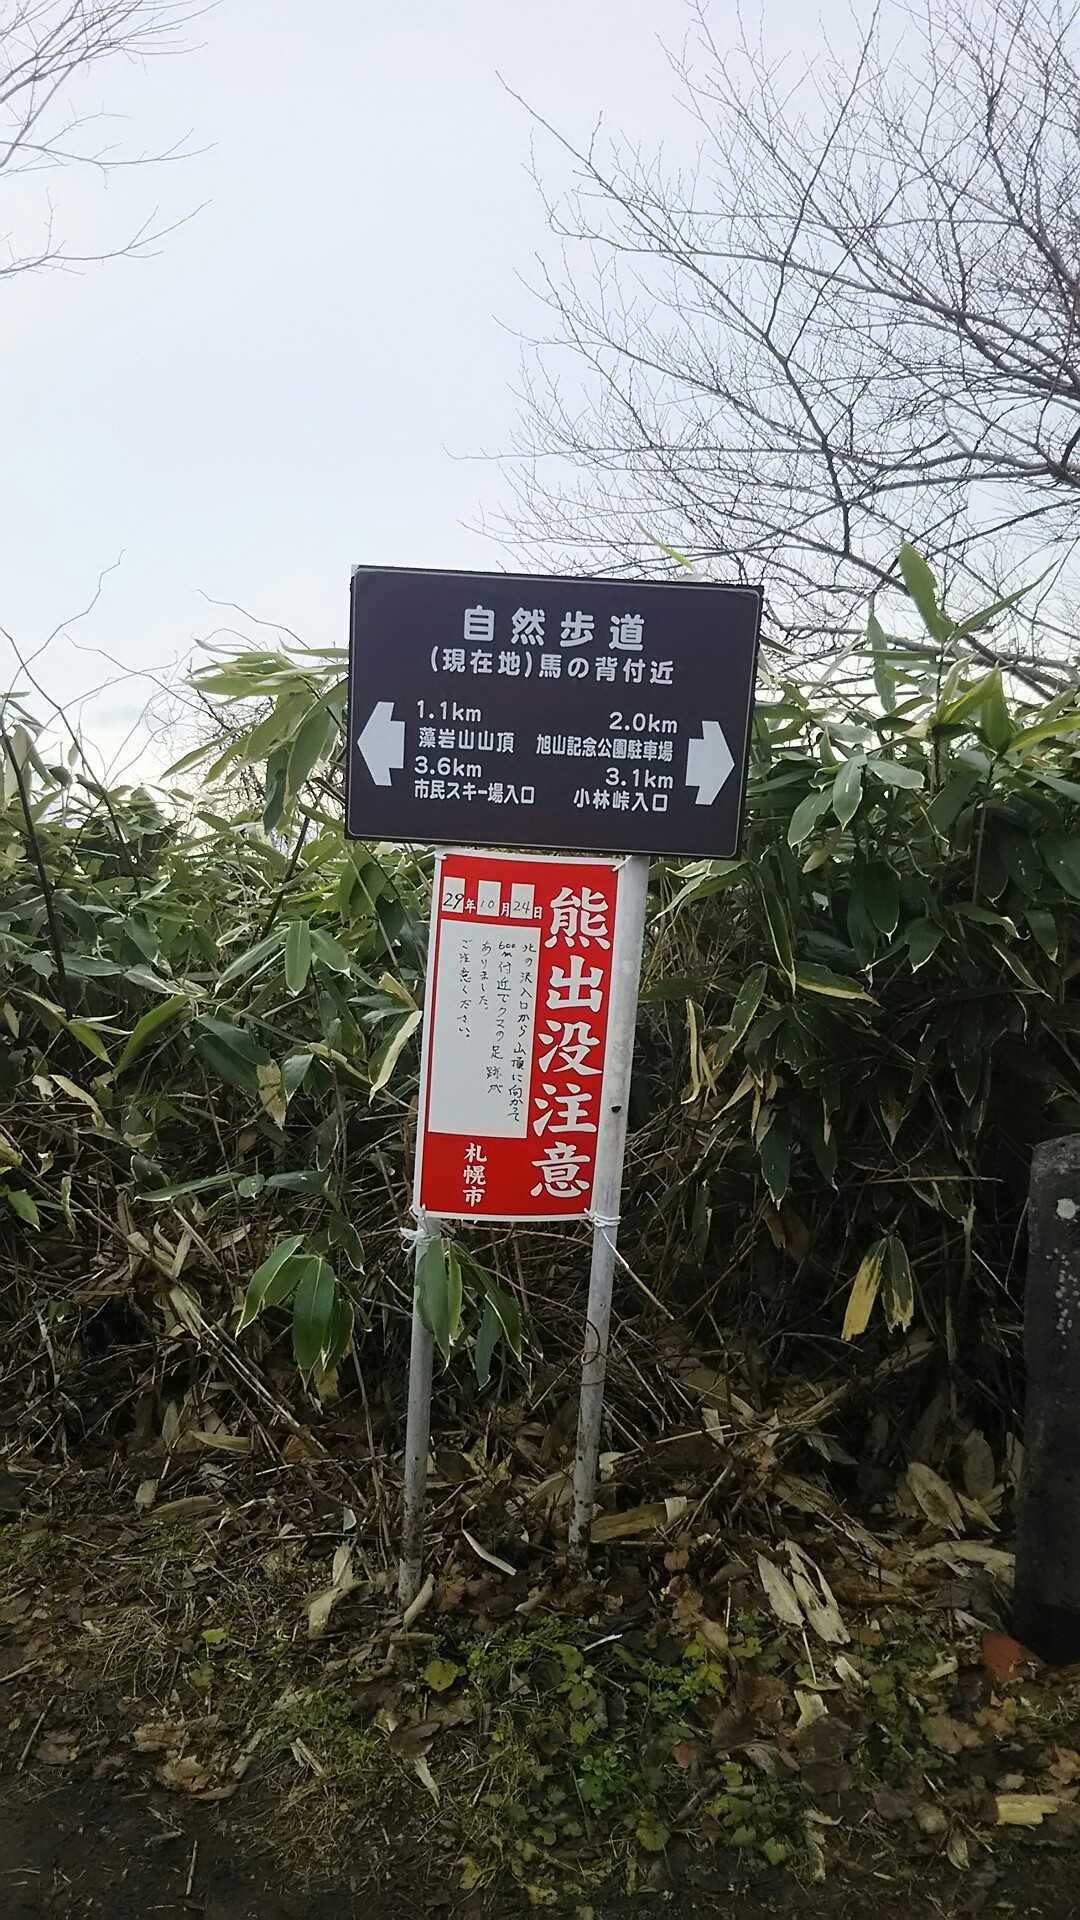 自然歩道
(現在地)馬の背付近
1.1km
藻岩山山頂
3.6km
市民スキー場入口
2.0km
旭山記念公園駐車場
3.1km
小林峠入口
熊出没注意
29年10月24日
北の沢入口から山頂に向かって
600m付近でクマの足跡が
ありました。
ご注意ください。
札幌市